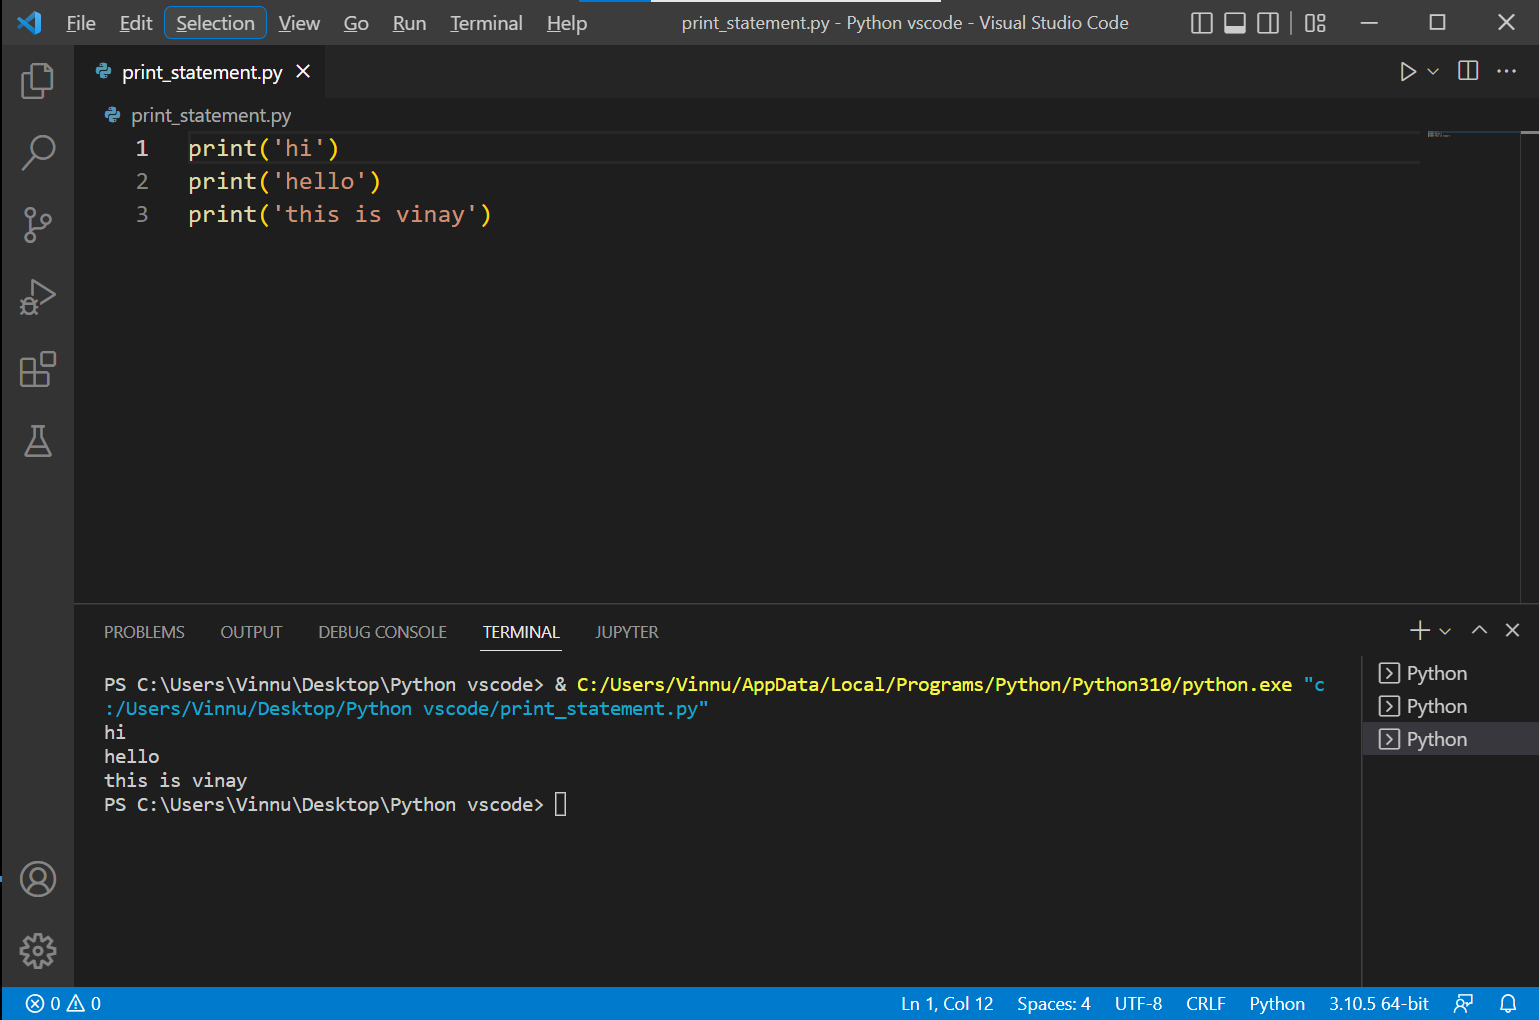 File Edit Selection View Go Run Terminal Help print_statement.py - Python vscode - Visual Studio Code
print_statement.py
print_statement.py
1 print('hi')
2 print('hello')
3 print('this is vinay')
PROBLEMS OUTPUT DEBUG CONSOLE TERMINAL JUPYTER
PS C:\Users\Vinnu\Desktop\Python vscode> & C:/Users/Vinnu/AppData/Local/Programs/Python/Python310/python.exe "c
:/Users/Vinnu/Desktop/Python vscode/print_statement.py"
hi
hello
this is vinay
PS C:\Users\Vinnu\Desktop\Python vscode>
Python
Python
Python
0 0 Ln 1, Col 12 Spaces: 4 UTF-8 CRLF Python 3.10.5 64-bit